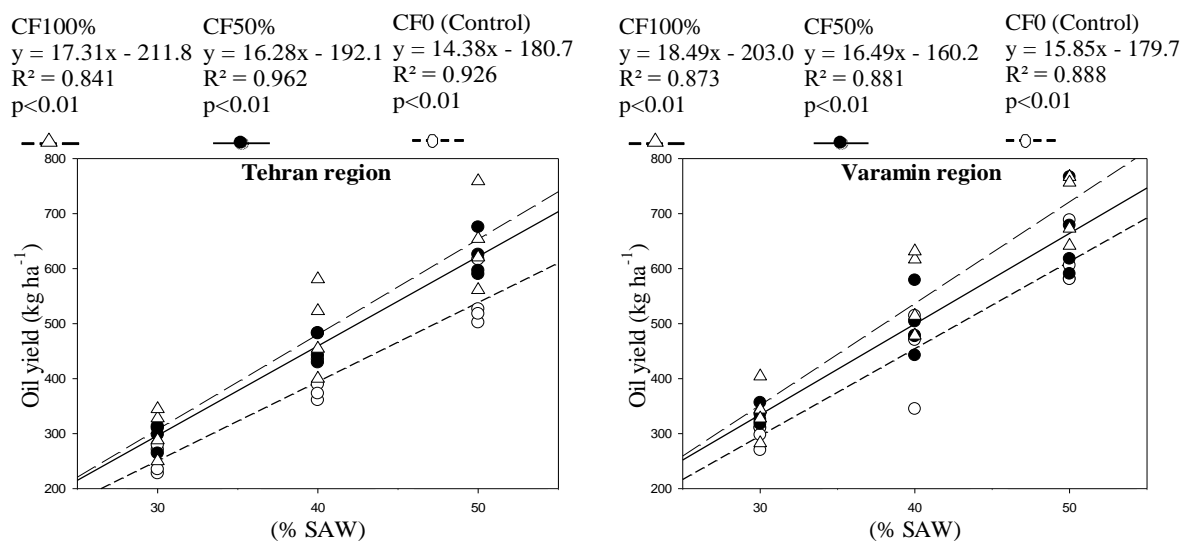 CF100%
y = 17.31x - 211.8
R² = 0.841
p<0.01
CF50%
y = 16.28x - 192.1
R² = 0.962
p<0.01
CF0 (Control)
y = 14.38x - 180.7
R² = 0.926
p<0.01
Tehran region
800
700
600
500
400
300
200
Oil yield (kg ha⁻¹)
30
40
50
(% SAW)
CF100%
y = 18.49x - 203.0
R² = 0.873
p<0.01
CF50%
y = 16.49x - 160.2
R² = 0.881
p<0.01
CF0 (Control)
y = 15.85x - 179.7
R² = 0.888
p<0.01
Varamin region
800
700
600
500
400
300
200
Oil yield (kg ha⁻¹)
30
40
50
(% SAW)